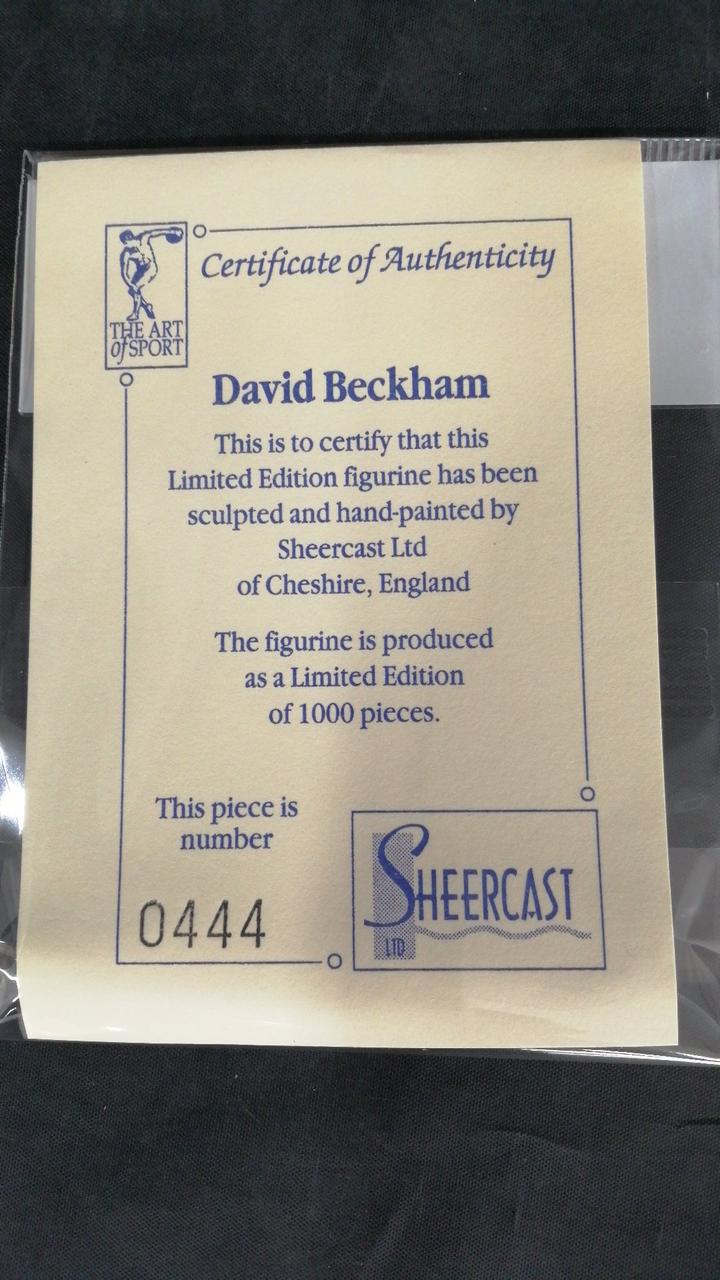 Certificate of Authenticity
THE ART
of SPORT
David Beckham
This is to certify that this
Limited Edition figurine has been
sculpted and hand-painted by
Sheercast Ltd
of Cheshire, England
The figurine is produced
as a Limited Edition
of 1000 pieces.
This piece is
number
0444
SHEERCAST
LTD